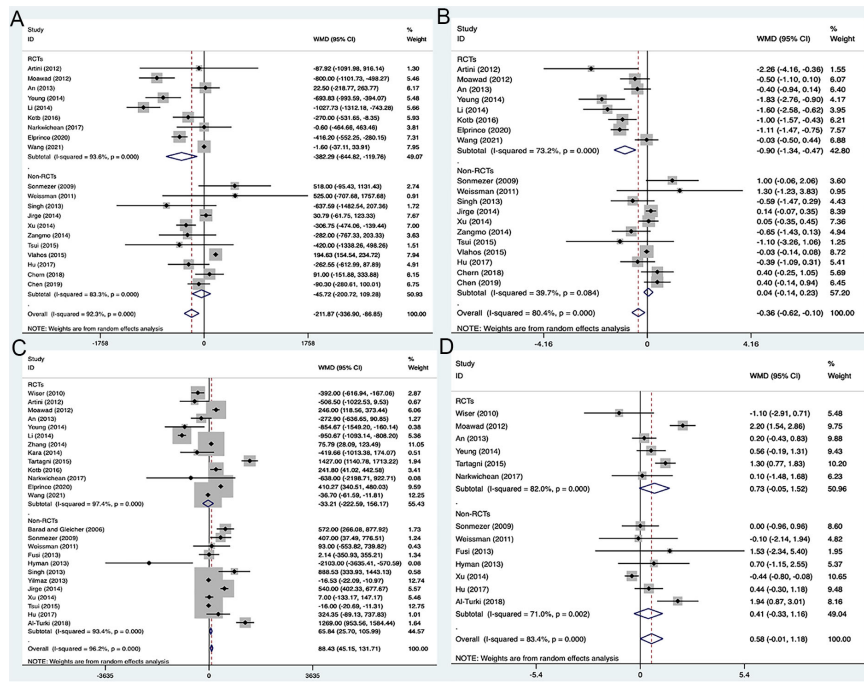 A
Study
%
ID
WMD (95% CI)
Weight
RCTs
Artini (2012)
-87.92 (-1091.98, 916.14)
1.30
Moawad (2012)
-800.00 (-1101.73, -498.27)
5.46
An (2013)
22.50 (-218.77, 263.77)
6.97
Yeung (2014)
-693.83 (-993.59, -394.07)
5.48
Li (2014)
-1027.73 (-1312.18, -743.28)
5.66
Kotb (2016)
-270.00 (-531.65, -8.35)
5.93
Narkwichean (2017)
-0.60 (-464.66, 463.46)
3.81
Elprince (2020)
-416.20 (-552.25, -280.15)
7.31
Wang (2021)
-1.60 (-37.11, 33.91)
7.95
Subtotal (I-squared = 93.6%, p = 0.000)
-382.29 (-644.82, -119.76)
49.07
.
Non-RCTs
Sonmezer (2009)
518.00 (-95.43, 1131.43)
2.74
Weissman (2011)
525.00 (-707.68, 1757.68)
0.91
Singh (2013)
-637.59 (-1482.54, 207.36)
1.72
Jirge (2014)
30.79 (-61.75, 123.33)
7.67
Xu (2014)
-306.75 (-474.06, -139.44)
7.00
Zangmo (2014)
-282.00 (-767.33, 203.33)
3.63
Tsui (2015)
-420.00 (-1338.26, 498.26)
1.51
Vlahos (2015)
194.63 (154.54, 234.72)
7.94
Hu (2017)
-262.55 (-612.99, 87.89)
4.91
Chern (2018)
91.00 (-151.88, 333.88)
6.15
Chen (2019)
-90.30 (-280.61, 100.01)
6.75
Subtotal (I-squared = 83.3%, p = 0.000)
-45.72 (-200.72, 109.28)
50.93
.
Overall (I-squared = 92.3%, p = 0.000)
-211.87 (-336.90, -86.85)
100.00
NOTE: Weights are from random effects analysis
-1758
0
1758
B
Study
%
ID
WMD (95% CI)
Weight
RCTs
Artini (2012)
-2.26 (-4.16, -0.36)
1.55
Moawad (2012)
-0.50 (-1.10, 0.10)
6.07
An (2013)
-0.40 (-0.94, 0.14)
6.40
Yeung (2014)
-1.83 (-2.76, -0.90)
4.17
Li (2014)
-1.60 (-2.58, -0.62)
3.95
Kotb (2016)
-1.00 (-1.57, -0.43)
6.21
Elprince (2020)
-1.11 (-1.47, -0.75)
7.57
Wang (2021)
-0.03 (-0.50, 0.44)
6.88
Subtotal (I-squared = 73.2%, p = 0.000)
-0.90 (-1.34, -0.47)
42.80
.
Non-RCTs
Sonmezer (2009)
1.00 (-0.06, 2.06)
3.60
Weissman (2011)
1.30 (-1.23, 3.83)
0.95
Singh (2013)
-0.59 (-1.47, 0.29)
4.43
Jirge (2014)
0.14 (-0.07, 0.35)
8.39
Xu (2014)
0.05 (-0.35, 0.45)
7.36
Zangmo (2014)
-0.65 (-1.43, 0.13)
4.94
Tsui (2015)
-1.10 (-3.26, 1.06)
1.25
Vlahos (2015)
-0.03 (-0.14, 0.08)
8.72
Hu (2017)
-0.39 (-1.09, 0.31)
5.41
Chern (2018)
0.40 (-0.25, 1.05)
5.69
Chen (2019)
0.40 (-0.14, 0.94)
6.45
Subtotal (I-squared = 39.7%, p = 0.084)
0.04 (-0.14, 0.23)
57.20
.
Overall (I-squared = 80.4%, p = 0.000)
-0.36 (-0.62, -0.10)
100.00
NOTE: Weights are from random effects analysis
-4.16
0
4.16
C
Study
%
ID
WMD (95% CI)
Weight
RCTs
Wiser (2010)
-392.00 (-616.94, -167.06)
2.87
Artini (2012)
-506.50 (-1022.53, 9.53)
0.67
Moawad (2012)
246.00 (118.56, 373.44)
6.06
An (2013)
-272.90 (-636.65, 90.85)
1.27
Young (2014)
-854.67 (-1549.20, -160.14)
0.38
Li (2014)
-950.67 (-1093.14, -808.20)
5.36
Zhang (2014)
75.79 (28.09, 123.49)
11.05
Kara (2014)
-419.66 (-1013.38, 174.07)
0.51
Tartagni (2015)
1427.00 (1140.78, 1713.22)
1.94
Kotb (2016)
241.80 (41.02, 442.58)
3.41
Narkwichean (2017)
-638.00 (-2198.71, 922.71)
0.08
Elprince (2020)
410.27 (340.51, 480.03)
9.59
Wang (2021)
-36.70 (-61.59, -11.81)
12.25
Subtotal (I-squared = 97.4%, p = 0.000)
-33.21 (-222.59, 156.17)
55.43
.
Non-RCTs
Barad and Gleicher (2006)
572.00 (266.08, 877.92)
1.73
Sonmezer (2009)
407.00 (37.49, 776.51)
1.24
Weissman (2011)
93.00 (-553.82, 739.82)
0.43
Fusi (2013)
2.14 (-350.93, 355.21)
1.34
Hyman (2013)
-2103.00 (-3635.41, -570.59)
0.08
Singh (2013)
888.53 (333.93, 1443.13)
0.58
Yilmaz (2013)
-16.53 (-22.09, -10.97)
12.74
Jirge (2014)
540.00 (402.33, 677.67)
5.53
Xu (2014)
7.00 (-133.17, 147.17)
5.46
Tsui (2015)
-16.00 (-20.69, -11.31)
12.75
Hu (2017)
324.35 (-89.13, 737.83)
1.01
Al-Turki (2018)
1269.00 (953.56, 1584.44)
1.64
Subtotal (I-squared = 93.4%, p = 0.000)
65.84 (25.70, 105.99)
44.57
.
Overall (I-squared = 96.2%, p = 0.000)
88.43 (45.15, 131.71)
100.00
NOTE: Weights are from random effects analysis
-3635
0
3635
D
Study
%
ID
WMD (95% CI)
Weight
RCTs
Wiser (2010)
-1.10 (-2.91, 0.71)
5.48
Moawad (2012)
2.20 (1.54, 2.86)
9.75
An (2013)
0.20 (-0.43, 0.83)
9.88
Yeung (2014)
0.56 (-0.19, 1.31)
9.43
Tartagni (2015)
1.30 (0.77, 1.83)
10.20
Narkwichean (2017)
0.10 (-1.48, 1.68)
6.23
Subtotal (I-squared = 82.0%, p = 0.000)
0.73 (-0.05, 1.52)
50.96
.
Non-RCTs
Sonmezer (2009)
0.00 (-0.96, 0.96)
8.60
Weissman (2011)
-0.10 (-2.14, 1.94)
4.82
Fusi (2013)
1.53 (-2.34, 5.40)
1.95
Hyman (2013)
0.70 (-1.15, 2.55)
5.37
Xu (2014)
-0.44 (-0.80, -0.08)
10.65
Hu (2017)
0.44 (-0.30, 1.18)
9.48
Al-Turki (2018)
1.94 (0.87, 3.01)
8.16
Subtotal (I-squared = 71.0%, p = 0.002)
0.41 (-0.33, 1.16)
49.04
.
Overall (I-squared = 83.4%, p = 0.000)
0.58 (-0.01, 1.18)
100.00
NOTE: Weights are from random effects analysis
-5.4
0
5.4